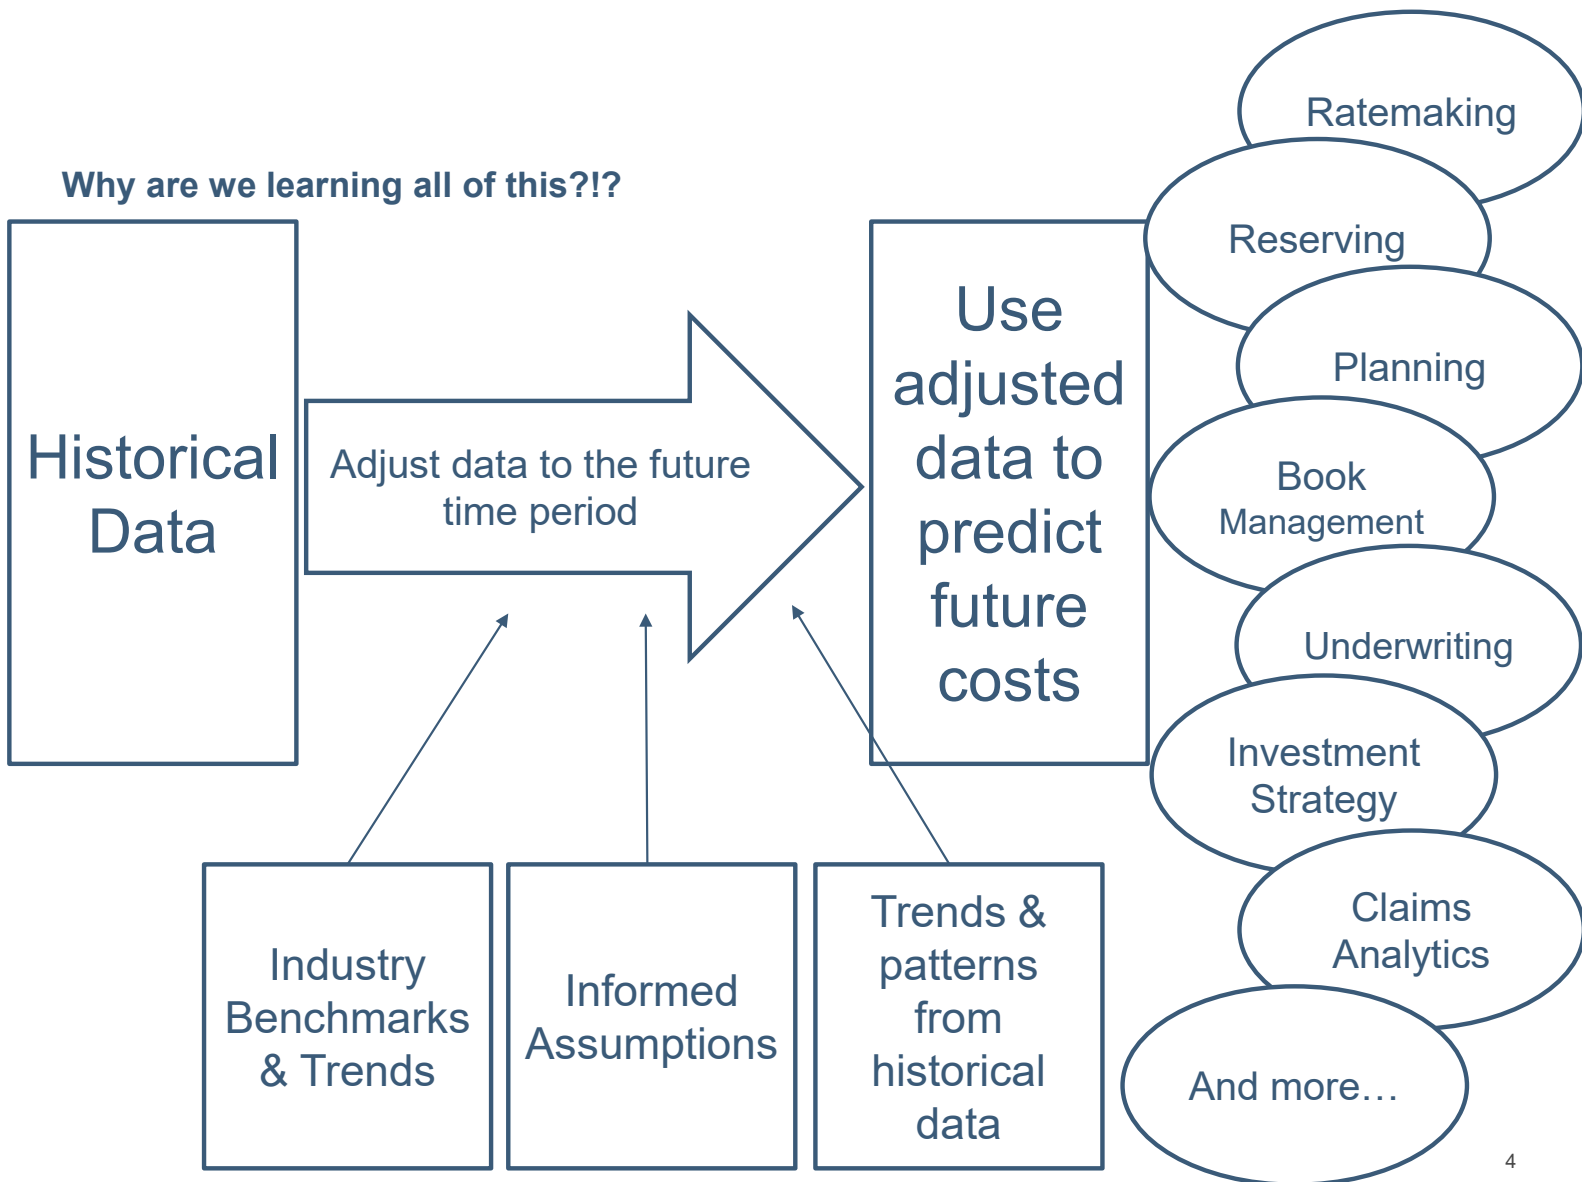 Why are we learning all of this?!?
Historical
Data
Adjust data to the future
time period
Use
adjusted
data to
predict
future
costs
Industry
Benchmarks
& Trends
Informed
Assumptions
Trends &
patterns
from
historical
data
Ratemaking
Reserving
Planning
Book
Management
Underwriting
Investment
Strategy
Claims
Analytics
And more…
4